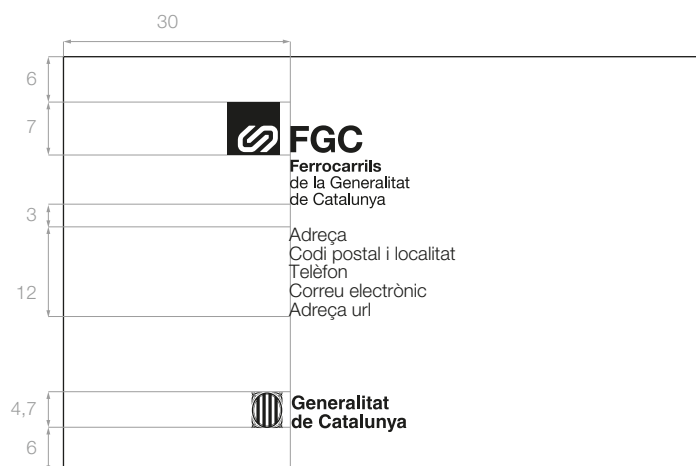 30
6
7
FGC
Ferrocarrils
de la Generalitat
de Catalunya
3
Adreça
Codi postal i localitat
Telèfon
12
Correu electrònic
Adreça url
4,7
Generalitat
de Catalunya
6